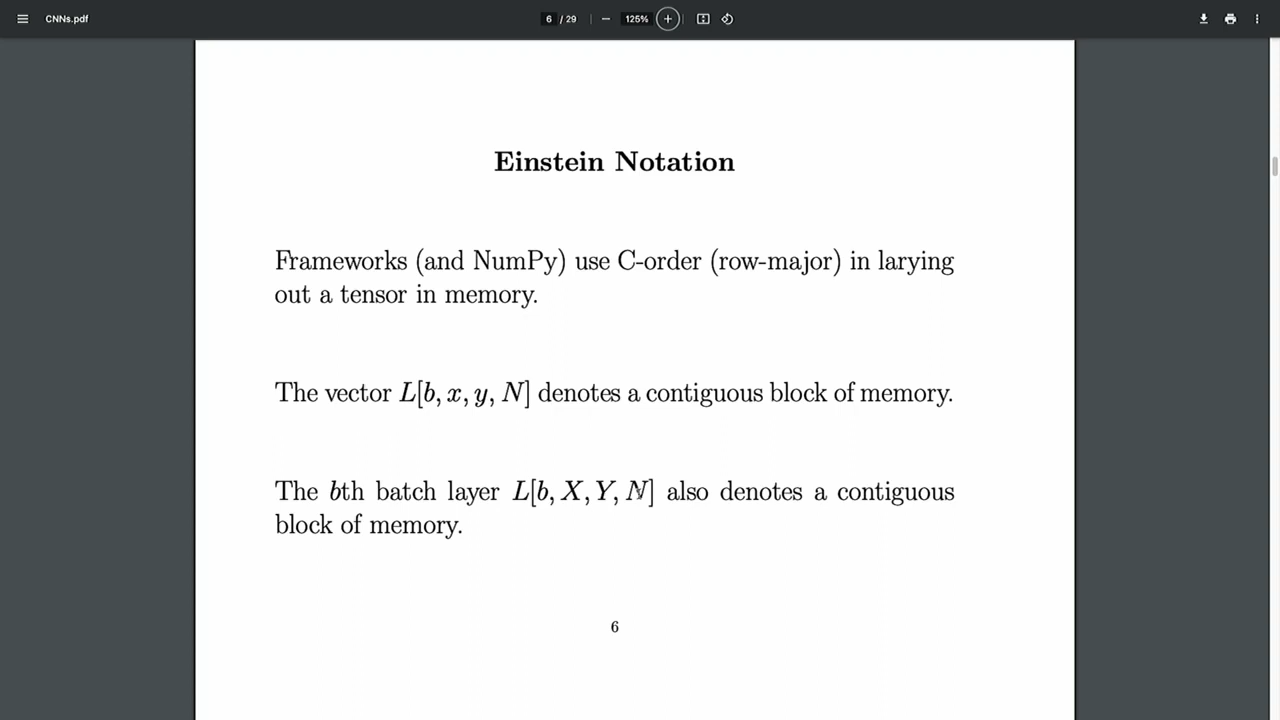 CNNs.pdf
6 / 29
125%
Einstein Notation
Frameworks (and NumPy) use C-order (row-major) in larying
out a tensor in memory.
The vector L[b, x, y, N] denotes a contiguous block of memory.
The bth batch layer L[b, X, Y, N] also denotes a contiguous
block of memory.
6